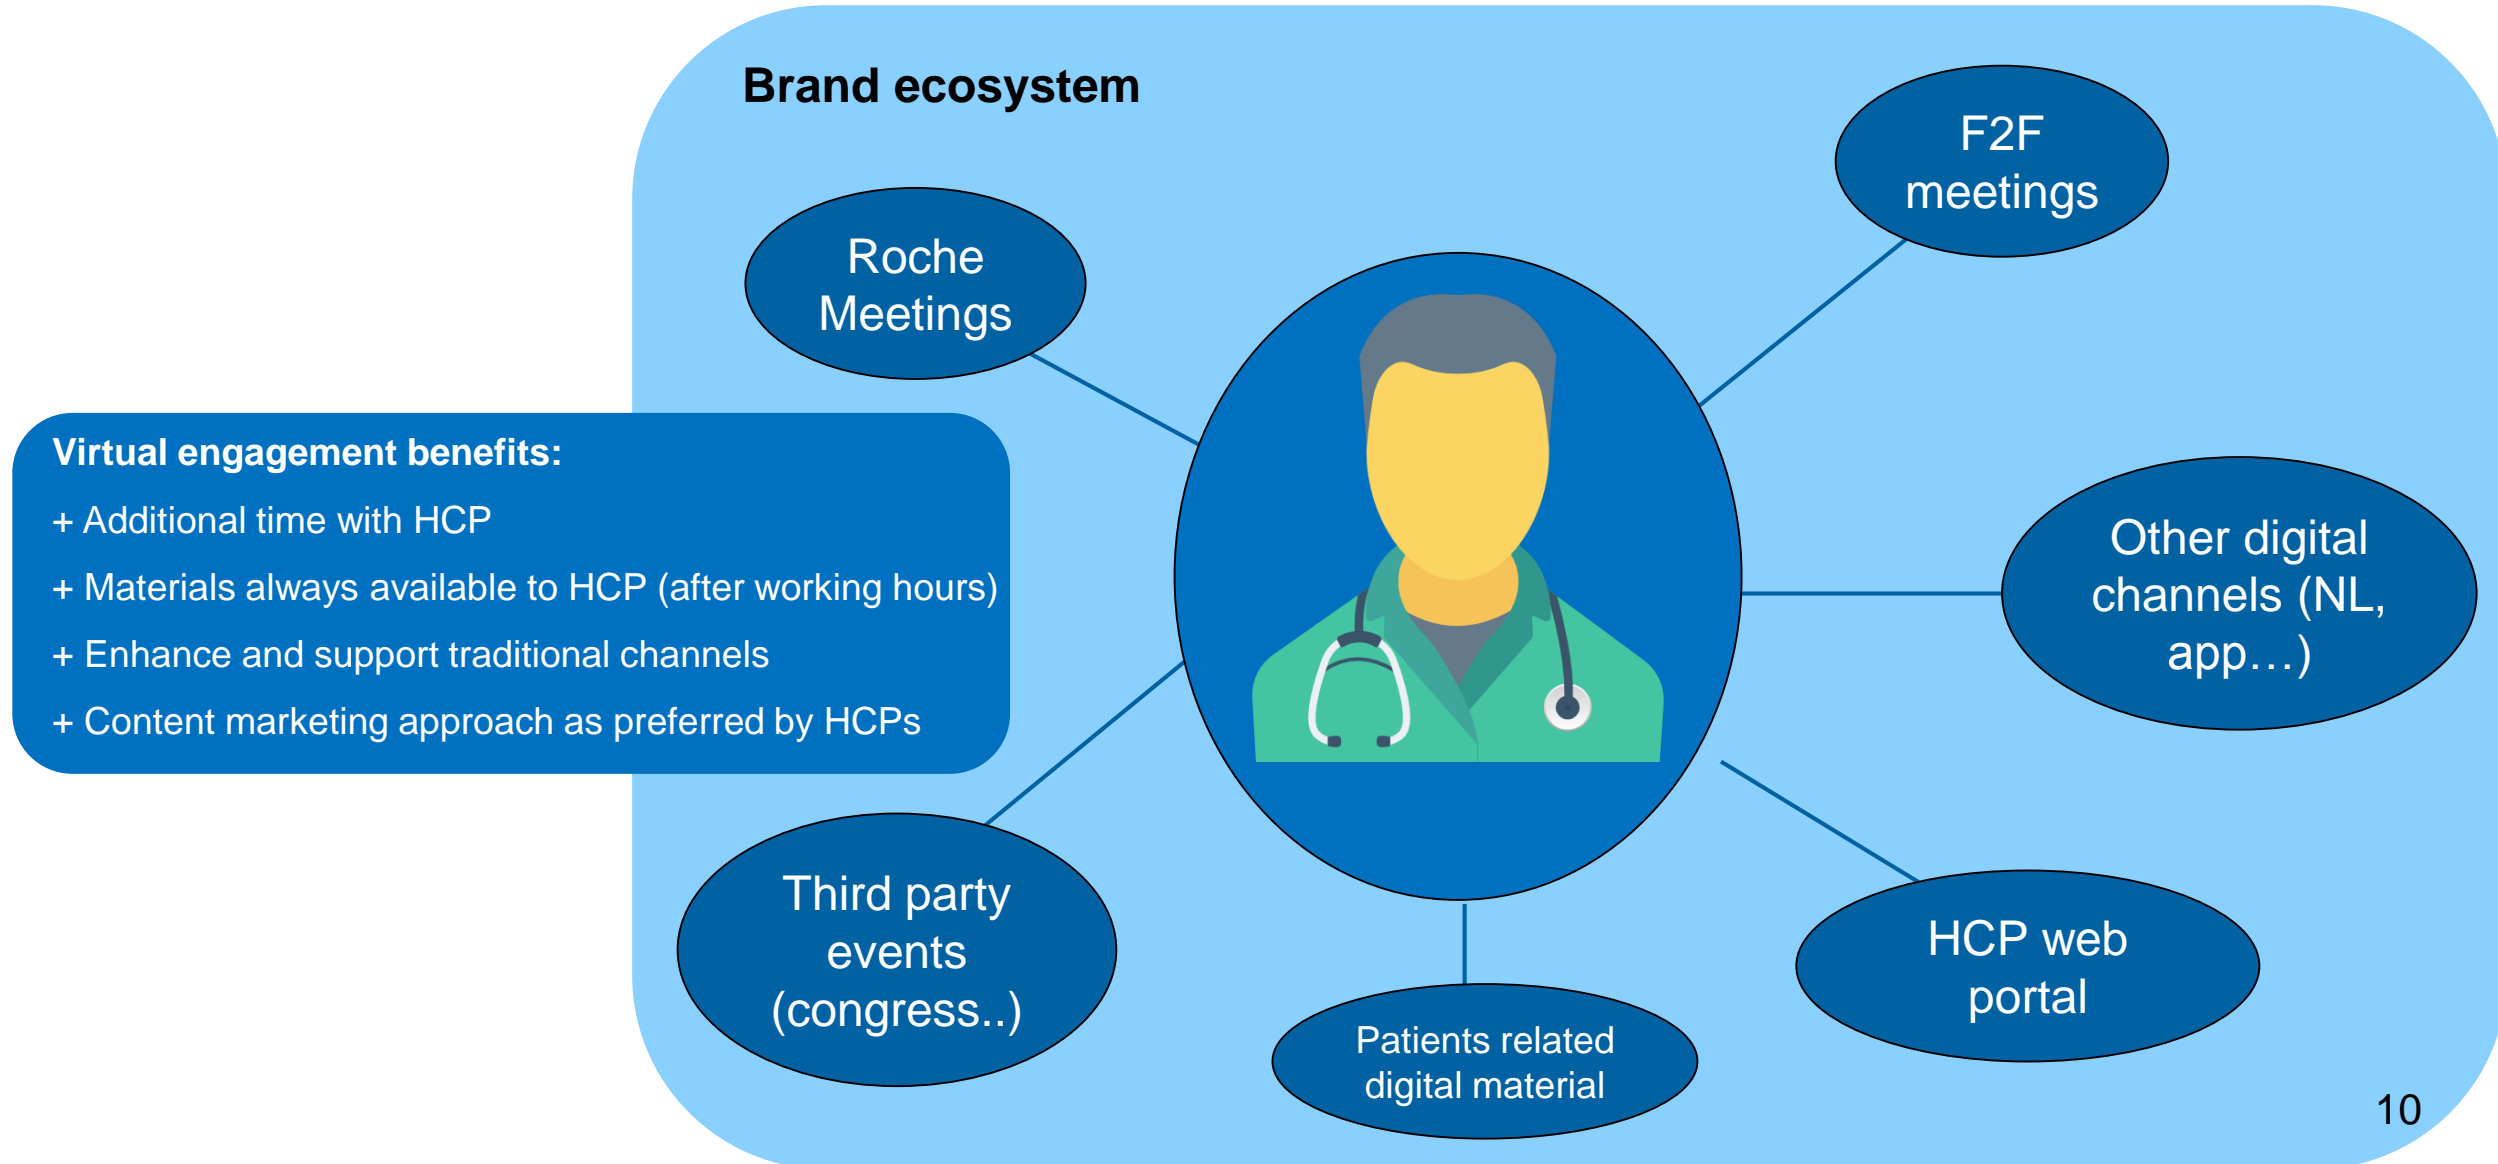 Brand ecosystem
F2F
meetings
Roche
Meetings
Virtual engagement benefits:
+ Additional time with HCP
+ Materials always available to HCP (after working hours)
+ Enhance and support traditional channels
+ Content marketing approach as preferred by HCPs
Other digital
channels (NL,
app…)
Third party
events
(congress..)
HCP web
portal
Patients related
digital material
10